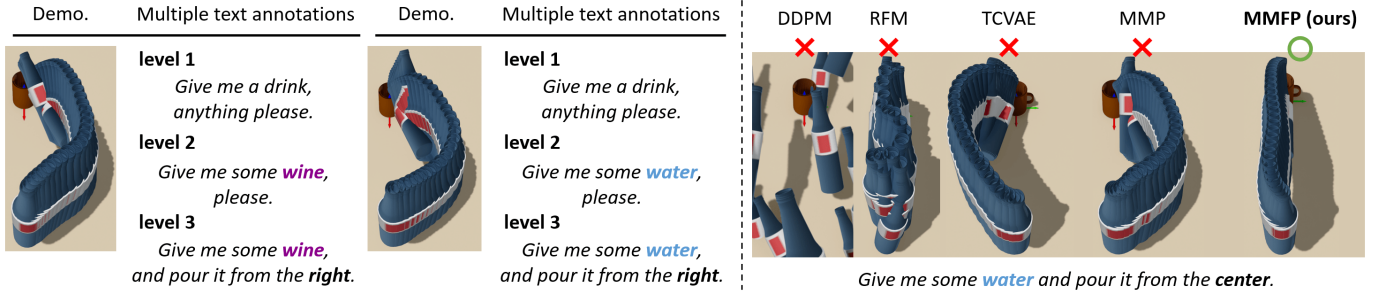 Demo.
Multiple text annotations
level 1
Give me a drink,
anything please.
level 2
Give me some wine,
please.
level 3
Give me some wine,
and pour it from the right.
Demo.
Multiple text annotations
level 1
Give me a drink,
anything please.
level 2
Give me some water,
please.
level 3
Give me some water,
and pour it from the right.
DDPM
RFM
TCVAE
MMP
MMFP (ours)
Give me some water and pour it from the center.